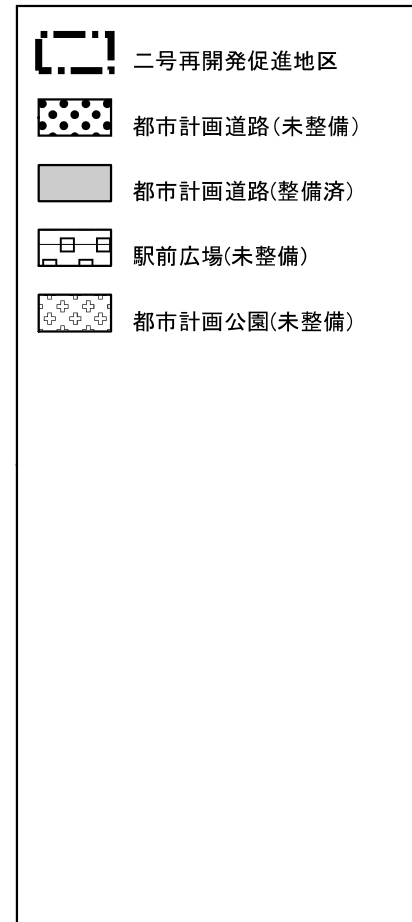 二号再開発促進地区
都市計画道路(未整備)
都市計画道路(整備済)
駅前広場(未整備)
都市計画公園(未整備)